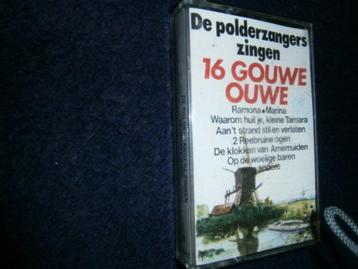 De polderzangers
zingen
16 GOUWE
OUWE
Ramona • Marina
Waarom huil je, kleine Tamara
Aan't strand stil en verlaten
2 Reebruine ogen
De klokken van Arnemuiden
Op de woelige baren
andere